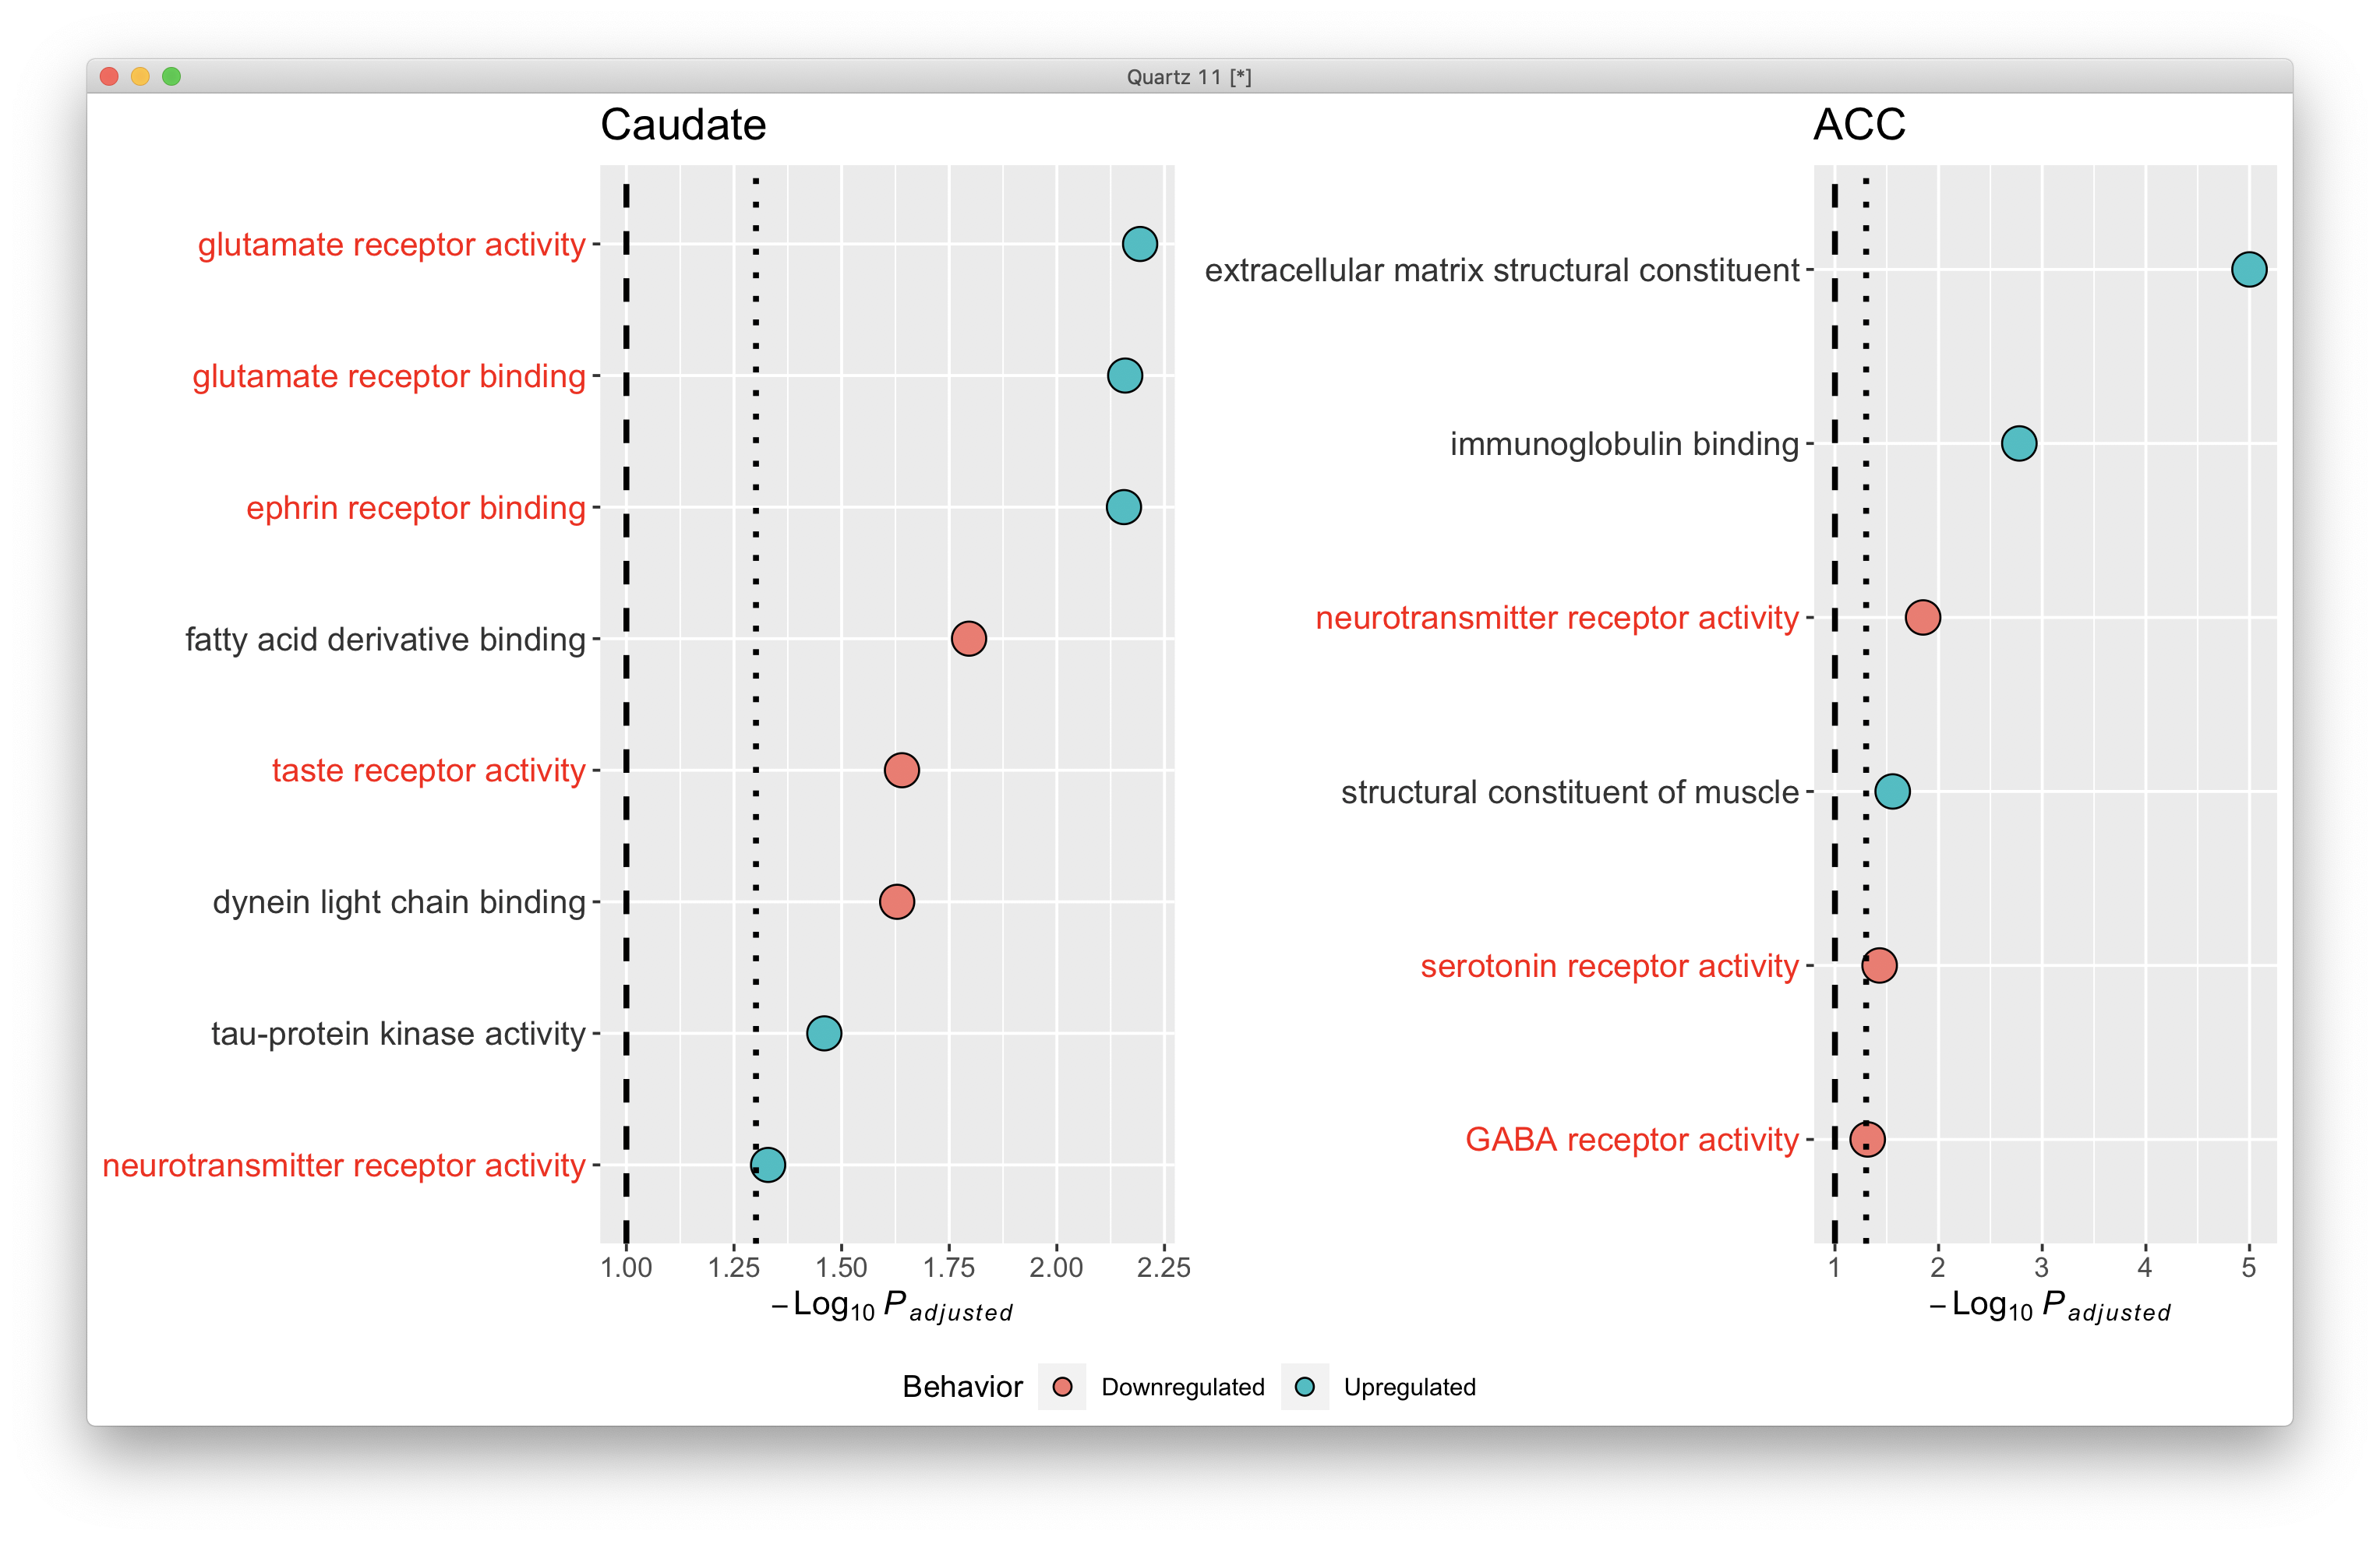 Quartz 11 [*]
Caudate
glutamate receptor activity
glutamate receptor binding
ephrin receptor binding
fatty acid derivative binding
taste receptor activity
dynein light chain binding
tau-protein kinase activity
neurotransmitter receptor activity
1.00 1.25 1.50 1.75 2.00 2.25
−Log10 Padjusted
ACC
extracellular matrix structural constituent
immunoglobulin binding
neurotransmitter receptor activity
structural constituent of muscle
serotonin receptor activity
GABA receptor activity
1 2 3 4 5
−Log10 Padjusted
Behavior Downregulated Upregulated